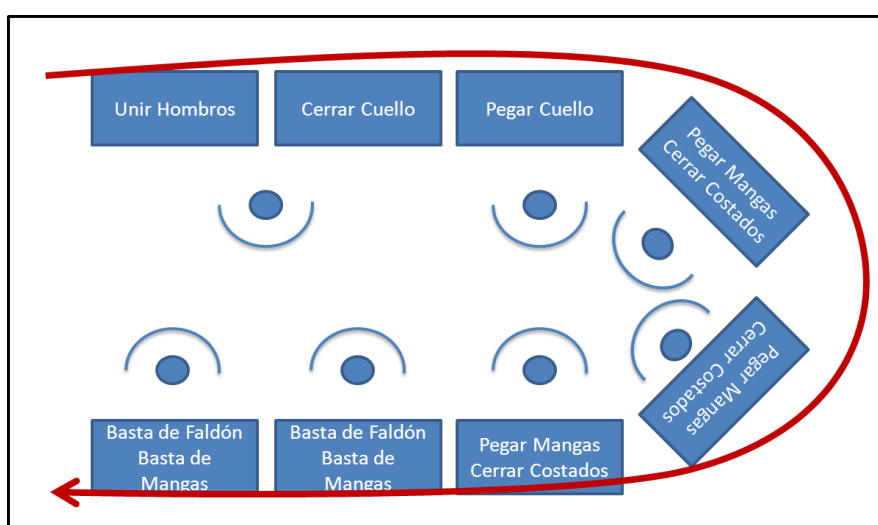 Unir Hombros
Cerrar Cuello
Pegar Cuello
Pegar Mangas
Cerrar Costados
Pegar Mangas
Cerrar Costados
Pegar Mangas
Cerrar Costados
Basta de Faldón
Basta de
Mangas
Basta de Faldón
Basta de
Mangas